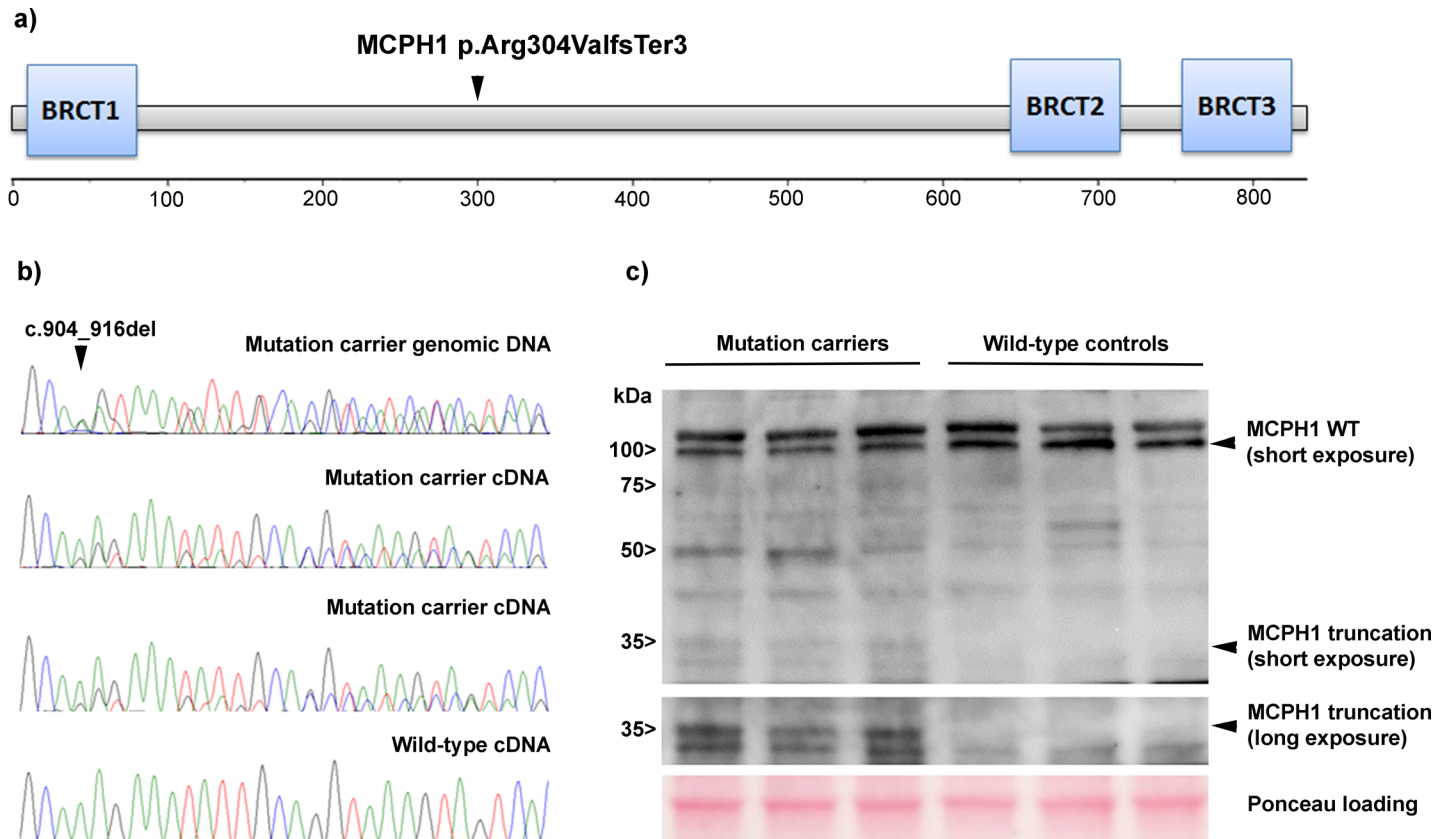 a)
MCPH1 p.Arg304ValfsTer3
BRCT1
BRCT2
BRCT3
0 100 200 300 400 500 600 700 800
b)
c.904_916del
Mutation carrier genomic DNA
Mutation carrier cDNA
Mutation carrier cDNA
Wild-type cDNA
c)
Mutation carriers
Wild-type controls
kDa
100>
75>
50>
35>
35>
MCPH1 WT
(short exposure)
MCPH1 truncation
(short exposure)
MCPH1 truncation
(long exposure)
Ponceau loading